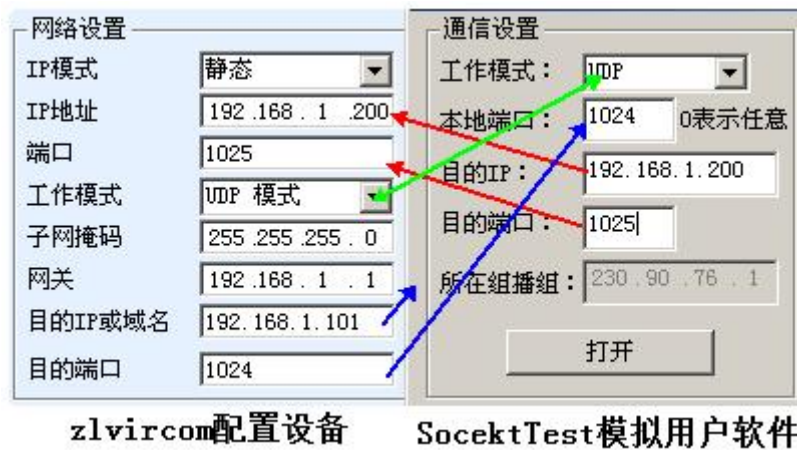 网络设置
IP模式 静态
IP地址 192 .168 . 1 .200
端口 1025
工作模式 UDP 模式
子网掩码 255 .255 .255 . 0
网关 192 .168 . 1 . 1
目的IP或域名 192.168.1.101
目的端口 1024
zlvircom配置设备
通信设置
工作模式： UDP
本地端口： 1024 0表示任意
目的IP： 192.168.1.200
目的端口： 1025
所在组播组： 230 .90 .76 . 1
打开
SocektTest模拟用户软件